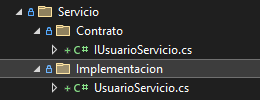 Servicio
Contrato
+ C# IUsuarioServicio.cs
Implementacion
+ C# UsuarioServicio.cs